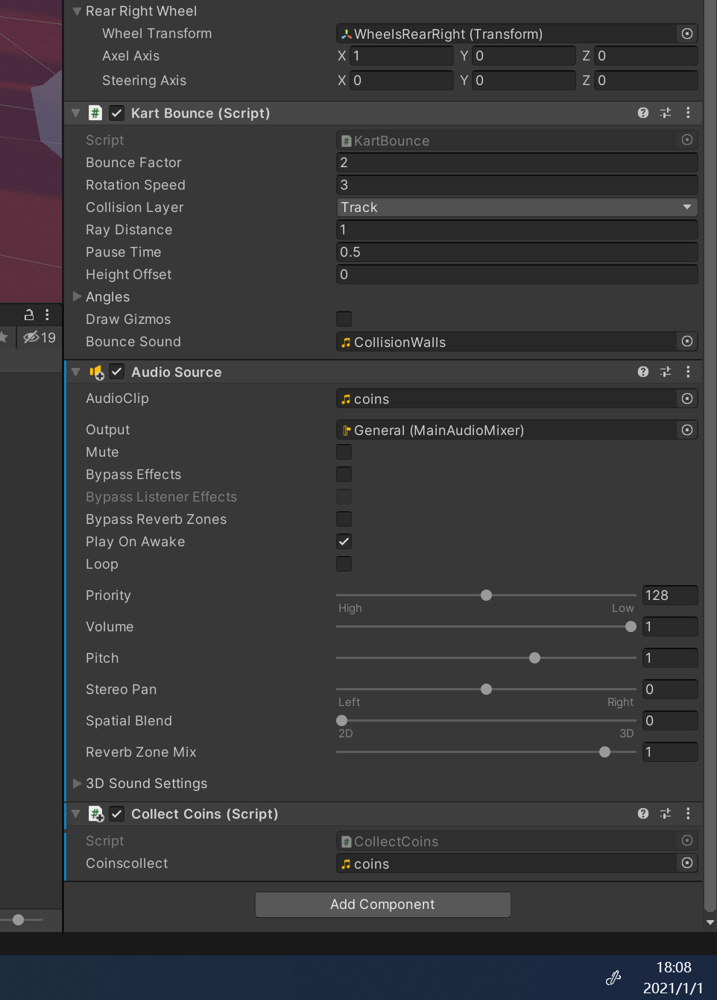 Rear Right Wheel
Wheel Transform WheelsRearRight (Transform)
Axel Axis X 1 Y 0 Z 0
Steering Axis X 0 Y 0 Z 0
# Kart Bounce (Script)
Script # KartBounce
Bounce Factor 2
Rotation Speed 3
Collision Layer Track
Ray Distance 1
Pause Time 0.5
Height Offset 0
Angles
Draw Gizmos
19
Bounce Sound CollisionWalls
Audio Source
AudioClip coins
Output General (MainAudioMixer)
Mute
Bypass Effects
Bypass Listener Effects
Bypass Reverb Zones
Play On Awake
Loop
Priority 128
High Low
Volume 1
Pitch 1
Stereo Pan 0
Left Right
Spatial Blend 0
2D 3D
Reverb Zone Mix 1
3D Sound Settings
# Collect Coins (Script)
Script # CollectCoins
Coinscollect coins
Add Component
18:08
2021/1/1